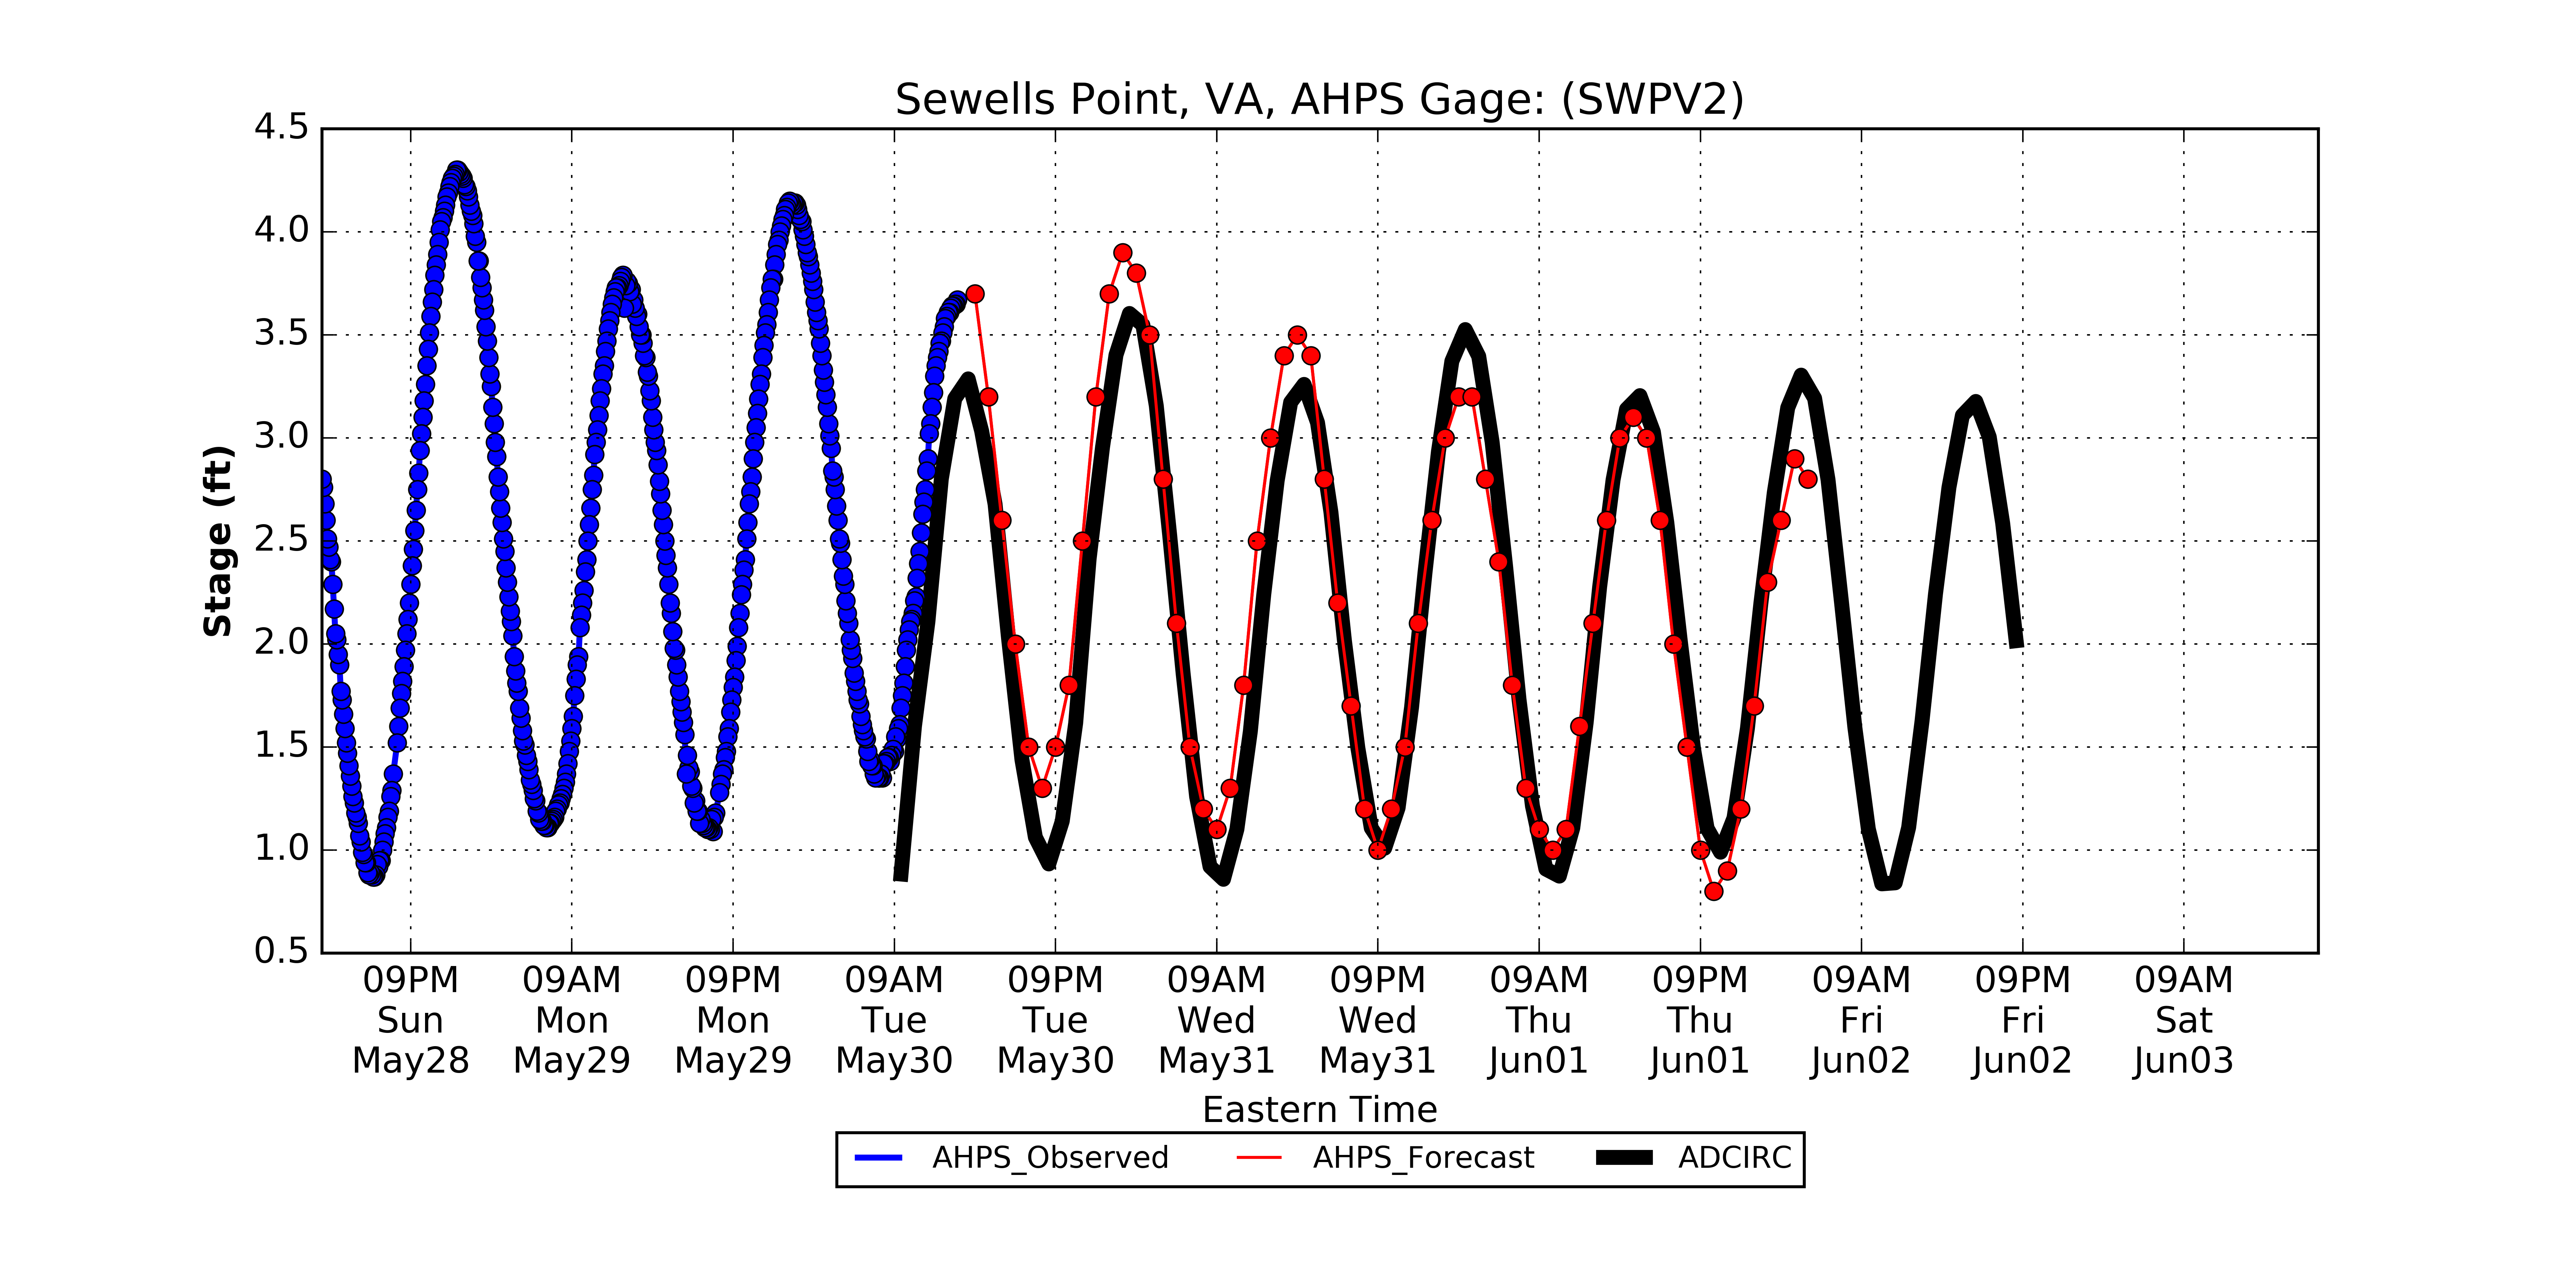 Sewells Point, VA, AHPS Gage: (SWPV2)
4.5
4.0
3.5
3.0
2.5
2.0
1.5
1.0
0.5
Stage (ft)
09PM 09AM 09PM 09AM 09PM 09AM 09PM 09AM 09PM 09AM 09PM 09AM
Sun Mon Mon Tue Tue Wed Wed Thu Thu Fri Fri Sat
May28 May29 May29 May30 May30 May31 May31 Jun01 Jun01 Jun02 Jun02 Jun03
Eastern Time
AHPS_Observed AHPS_Forecast ADCIRC